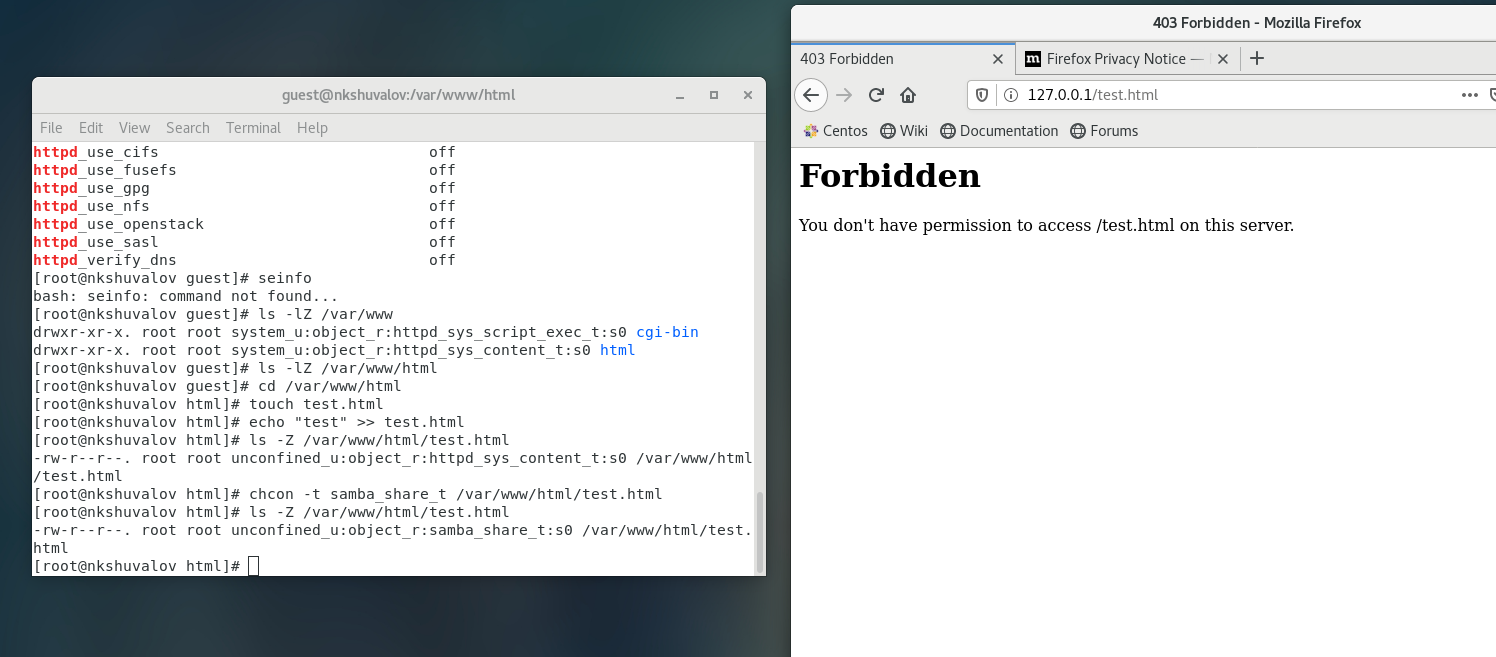 guest@nkshuvalov:/var/www/html
File Edit View Search Terminal Help
httpd_use_cifs off
httpd_use_fusefs off
httpd_use_gpg off
httpd_use_nfs off
httpd_use_openstack off
httpd_use_sasl off
httpd_verify_dns off
[root@nkshuvalov guest]# seinfo
bash: seinfo: command not found...
[root@nkshuvalov guest]# ls -lZ /var/www
drwxr-xr-x. root root system_u:object_r:httpd_sys_script_exec_t:s0 cgi-bin
drwxr-xr-x. root root system_u:object_r:httpd_sys_content_t:s0 html
[root@nkshuvalov guest]# ls -lZ /var/www/html
[root@nkshuvalov guest]# cd /var/www/html
[root@nkshuvalov html]# touch test.html
[root@nkshuvalov html]# echo "test" >> test.html
[root@nkshuvalov html]# ls -Z /var/www/html/test.html
-rw-r--r--. root root unconfined_u:object_r:httpd_sys_content_t:s0 /var/www/html
/test.html
[root@nkshuvalov html]# chcon -t samba_share_t /var/www/html/test.html
[root@nkshuvalov html]# ls -Z /var/www/html/test.html
-rw-r--r--. root root unconfined_u:object_r:samba_share_t:s0 /var/www/html/test.
html
[root@nkshuvalov html]#
403 Forbidden - Mozilla Firefox
403 Forbidden
m Firefox Privacy Notice —
127.0.0.1/test.html
Centos Wiki Documentation Forums
Forbidden
You don't have permission to access /test.html on this server.